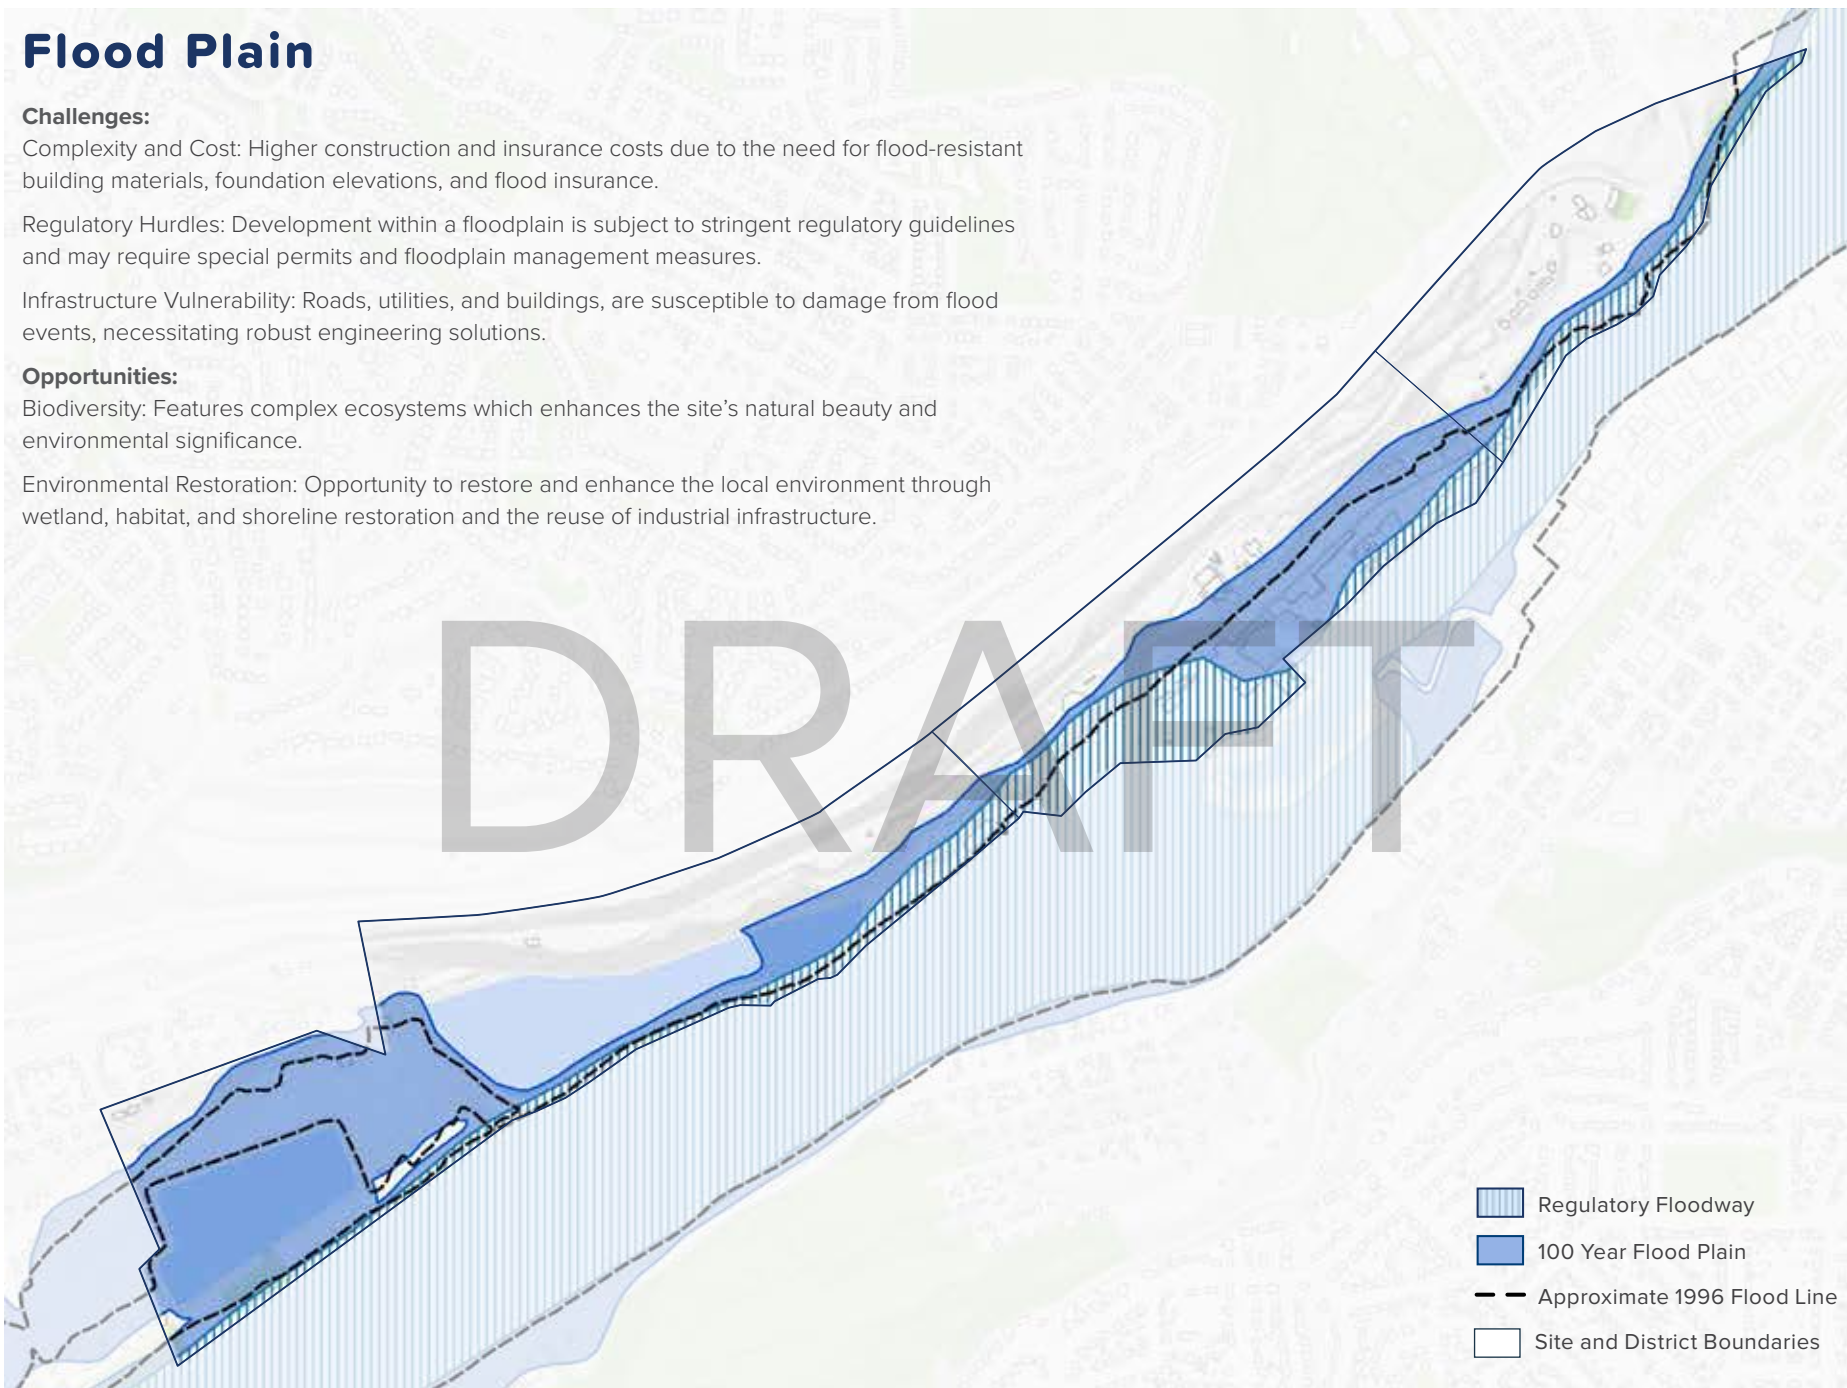 Flood Plain
Challenges:
Complexity and Cost: Higher construction and insurance costs due to the need for flood-resistant
building materials, foundation elevations, and flood insurance.
Regulatory Hurdles: Development within a floodplain is subject to stringent regulatory guidelines
and may require special permits and floodplain management measures.
Infrastructure Vulnerability: Roads, utilities, and buildings, are susceptible to damage from flood
events, necessitating robust engineering solutions.
Opportunities:
Biodiversity: Features complex ecosystems which enhances the site’s natural beauty and
environmental significance.
Environmental Restoration: Opportunity to restore and enhance the local environment through
wetland, habitat, and shoreline restoration and the reuse of industrial infrastructure.
DRAFT
Regulatory Floodway
100 Year Flood Plain
Approximate 1996 Flood Line
Site and District Boundaries